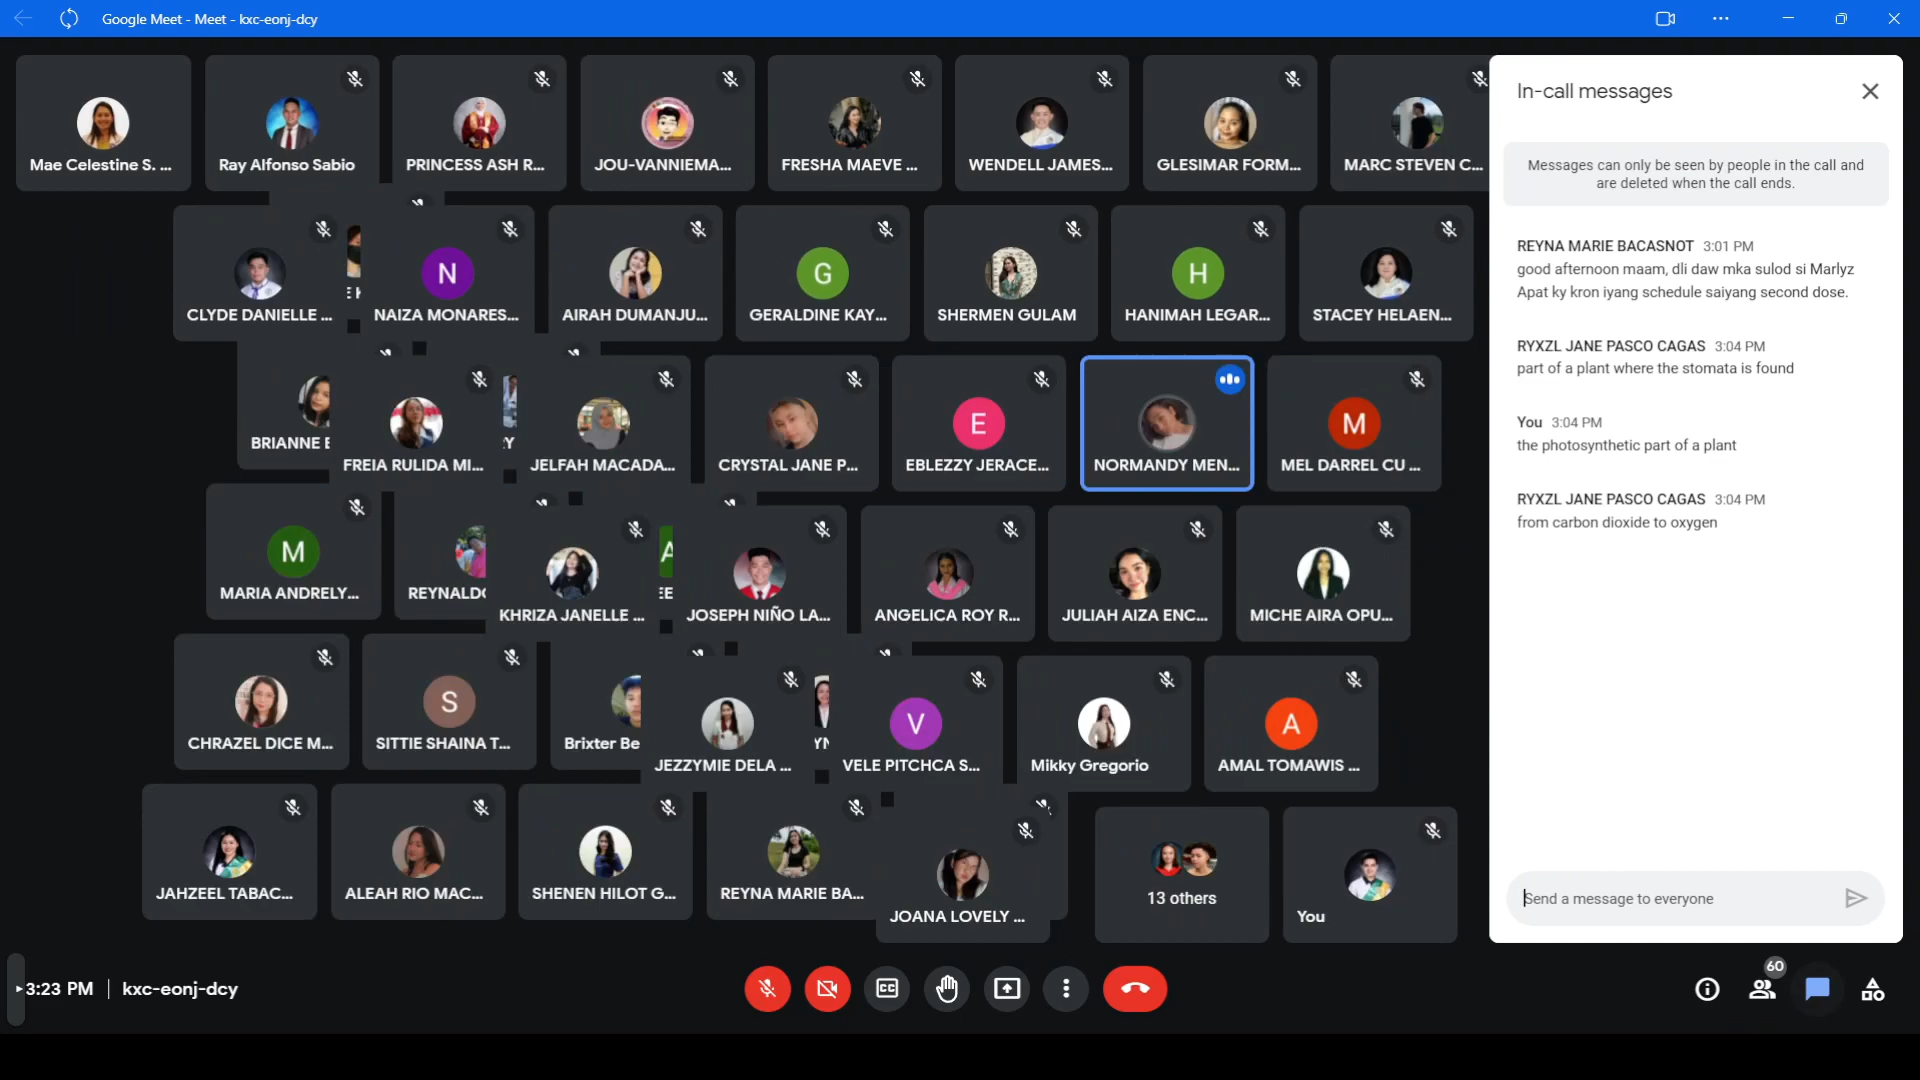 Google Meet - Meet - kxc-eonj-dcy
Mae Celestine S. ...
Ray Alfonso Sabio
PRINCESS ASH R...
JOU-VANNIEMA...
FRESHA MAEVE ...
WENDELL JAMES...
GLESIMAR FORM...
MARC STEVEN C...
CLYDE DANIELLE ...
N
NAIZA MONARES...
AIRAH DUMANJU...
G
GERALDINE KAY...
SHERMEN GULAM
H
HANIMAH LEGAR...
STACEY HELAEN...
BRIANNE
FREIA RULIDA MI...
JELFAH MACADA...
CRYSTAL JANE P...
E
EBLEZZY JERACE...
NORMANDY MEN...
M
MEL DARREL CU ...
M
MARIA ANDRELY...
REYNALD
KHRIZA JANELLE ...
A
JOSEPH NIÑO LA...
ANGELICA ROY R...
JULIAH AIZA ENC...
MICHE AIRA OPU...
CHRAZEL DICE M...
S
SITTIE SHAINA T...
Brixter Be
JEZZYMIE DELA ...
V
VELE PITCHCA S...
Mikky Gregorio
A
AMAL TOMAWIS ...
JAHZEEL TABAC...
ALEAH RIO MAC...
SHENEN HILOT G...
REYNA MARIE BA...
JOANA LOVELY ...
13 others
You
In-call messages
Messages can only be seen by people in the call and
are deleted when the call ends.
REYNA MARIE BACASNOT 3:01 PM
good afternoon maam, dli daw mka sulod si Marlyz
Apat ky kron iyang schedule saiyang second dose.
RYXZL JANE PASCO CAGAS 3:04 PM
part of a plant where the stomata is found
You 3:04 PM
the photosynthetic part of a plant
RYXZL JANE PASCO CAGAS 3:04 PM
from carbon dioxide to oxygen
Send a message to everyone
3:23 PM | kxc-eonj-dcy
CC
60